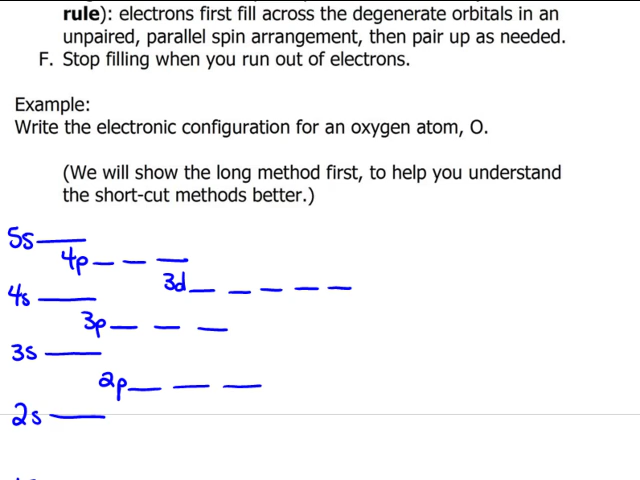 rule): electrons first fill across the degenerate orbitals in an
unpaired, parallel spin arrangement, then pair up as needed.
F. Stop filling when you run out of electrons.
Example:
Write the electronic configuration for an oxygen atom, O.
(We will show the long method first, to help you understand
the short-cut methods better.)
5s
4p
3d
4s
3p
3s
2p
2s